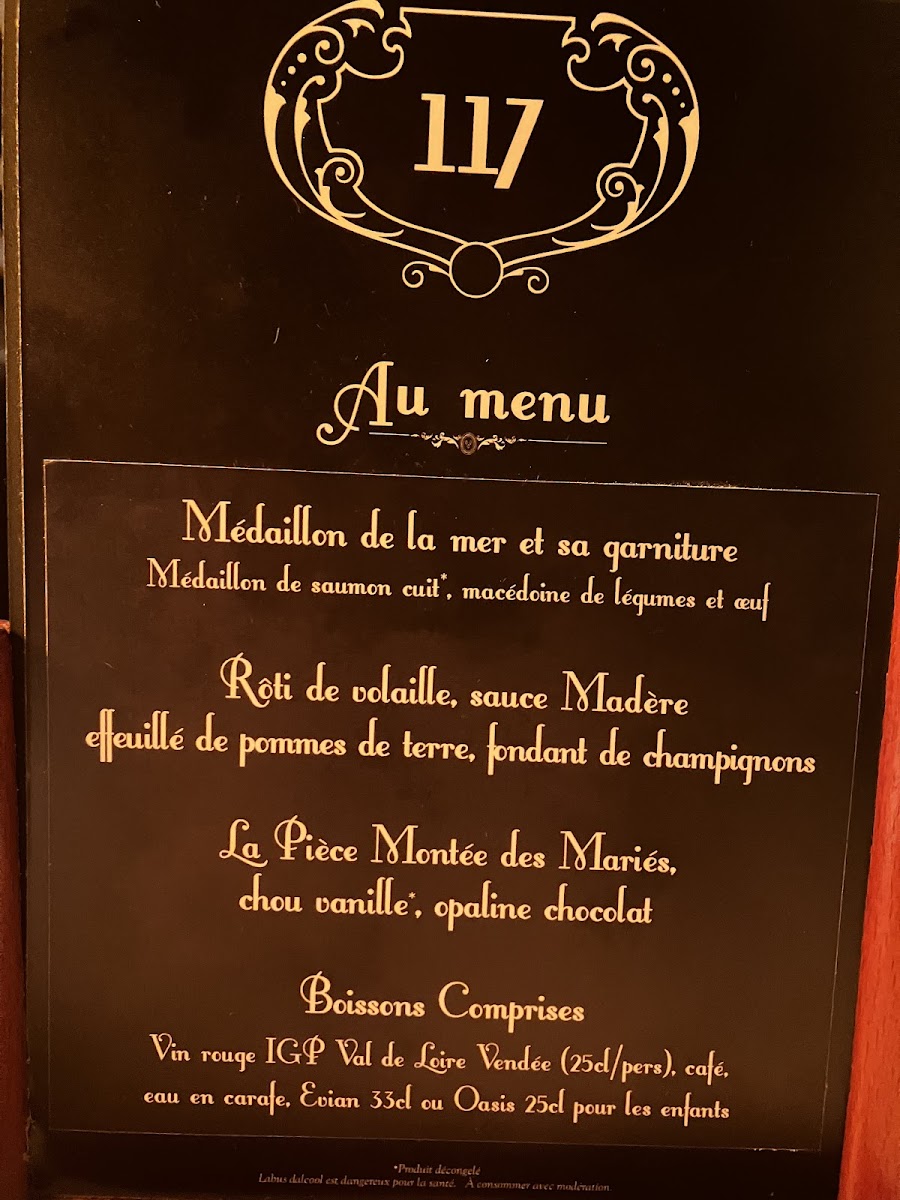 117
Au menu
Médaillon de la mer et sa garniture
Médaillon de saumon cuit*, macédoine de légumes et œuf
Rôti de volaille, sauce Madère
effeuillé de pommes de terre, fondant de champignons
La Pièce Montée des Mariés,
chou vanille*, opaline chocolat
Boissons Comprises
Vin rouge IGP Val de Loire Vendée (25cl/pers), café,
eau en carafe, Evian 33cl ou Oasis 25cl pour les enfants
*Produit décongelé
Labus dalcool est dangereux pour la santé. À consommer avec modération.